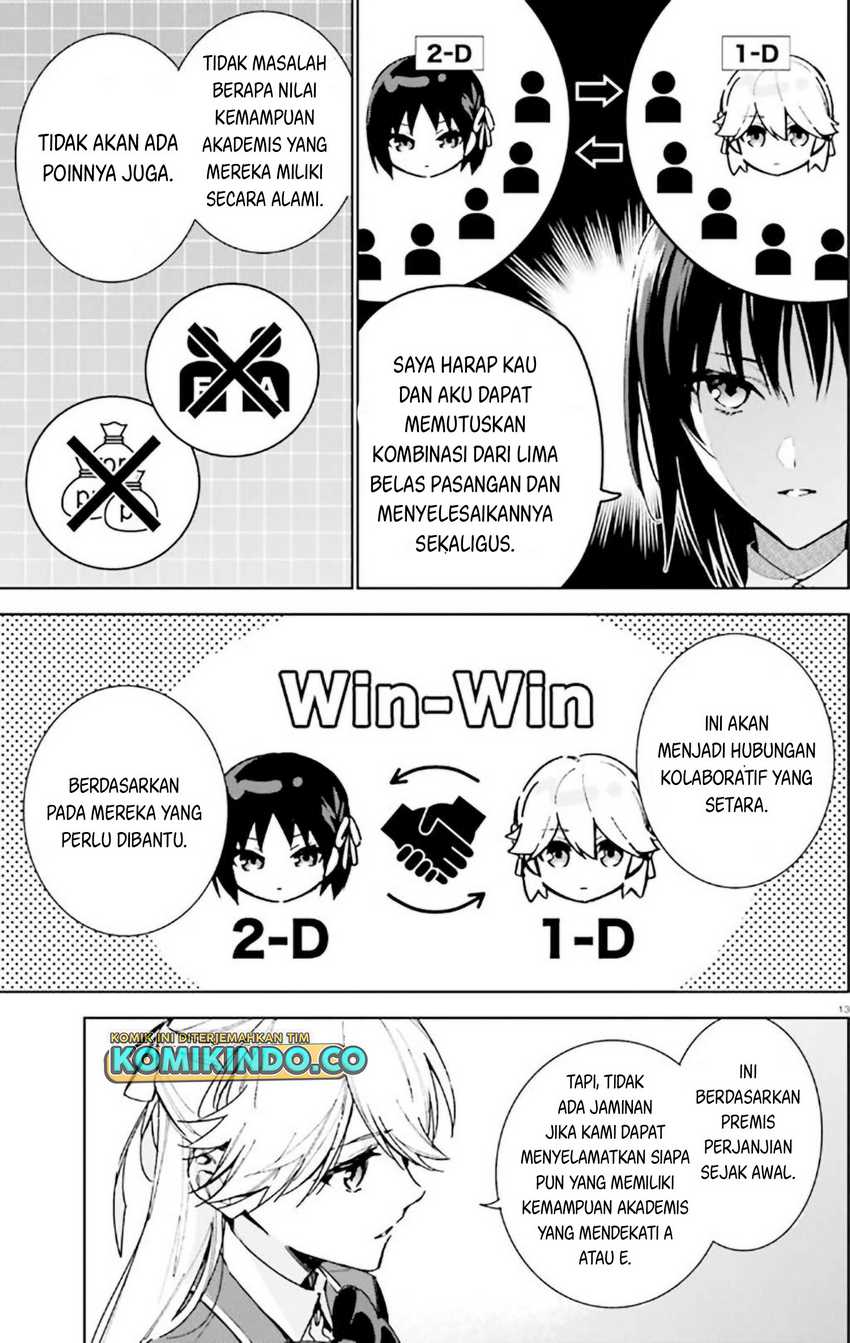 2-D
1-D
SAYA HARAP KAU
DAN AKU DAPAT
MEMUTUSKAN
KOMBINASI DARI LIMA
BELAS PASANGAN DAN
MENYELESAIKANNYA
SEKALIGUS.
TIDAK MASALAH
BERAPA NILAI
KEMAMPUAN
AKADEMIS YANG
MEREKA MILIKI
SECARA ALAMI.
TIDAK AKAN ADA
POINNYA JUGA.
E
A
Win-Win
INI AKAN
MENJADI HUBUNGAN
KOLABORATIF YANG
SETARA.
BERDASARKAN
PADA MEREKA YANG
PERLU DIBANTU.
2-D
1-D
13
KOMIK INI DITERJEMAHKAN TIM
KOMIKINDO.CO
INI
BERDASARKAN
PREMIS
PERJANJIAN
SEJAK AWAL.
TAPI, TIDAK
ADA JAMINAN
JIKA KAMI DAPAT
MENYELAMATKAN SIAPA
PUN YANG MEMILIKI
KEMAMPUAN AKADEMIS
YANG MENDEKATI A
ATAU E.